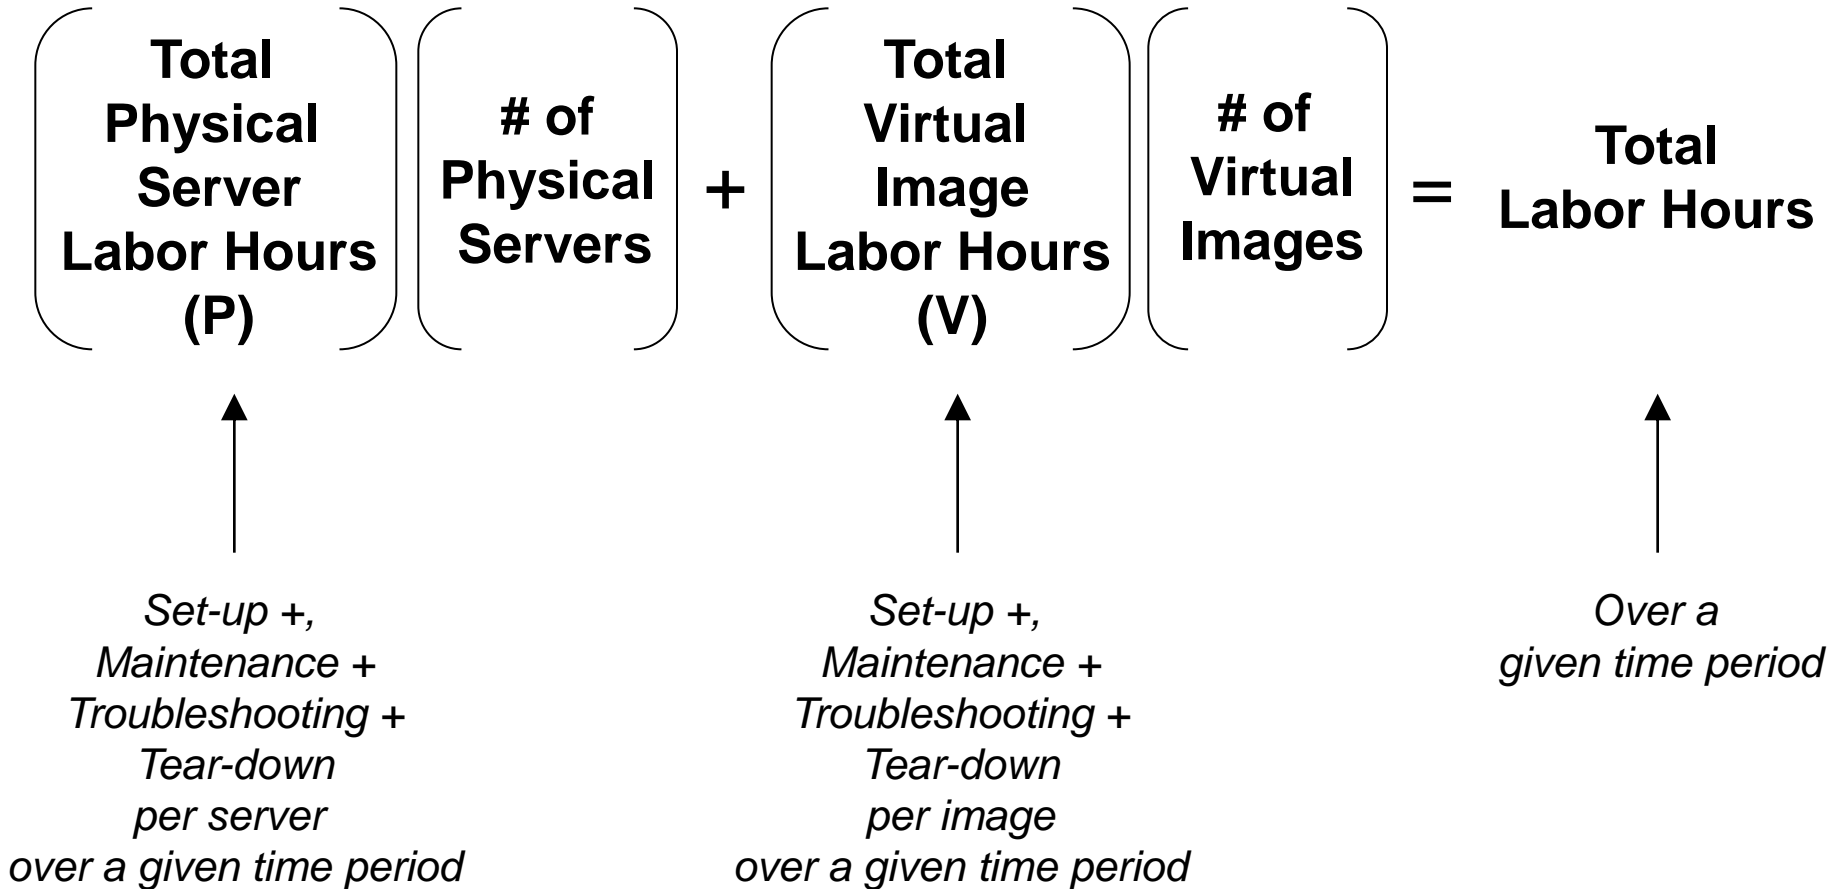 Total
Physical
Server
Labor Hours
(P)
# of
Physical
Servers
+
Total
Virtual
Image
Labor Hours
(V)
# of
Virtual
Images
=
Total
Labor Hours
Set-up +,
Maintenance +
Troubleshooting +
Tear-down
per server
over a given time period
Set-up +,
Maintenance +
Troubleshooting +
Tear-down
per image
over a given time period
Over a
given time period